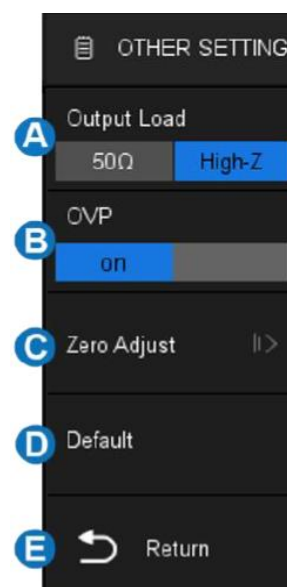 OTHER SETTING
A
Output Load
50Ω High-Z
B
OVP
on
C Zero Adjust
D Default
E Return